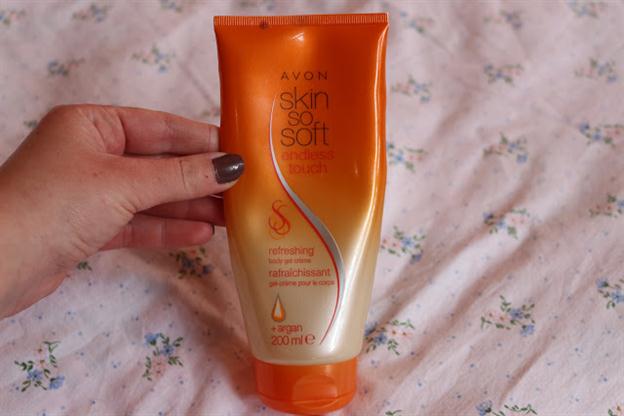 AVON
skin
so
soft
endless
touch
refreshing
body gel crème
rafraîchissant
gel-crème pour le corps
+ argan
200 ml e